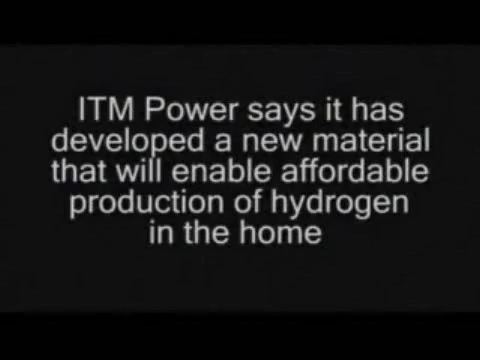 ITM Power says it has
developed a new material
that will enable affordable
production of hydrogen
in the home